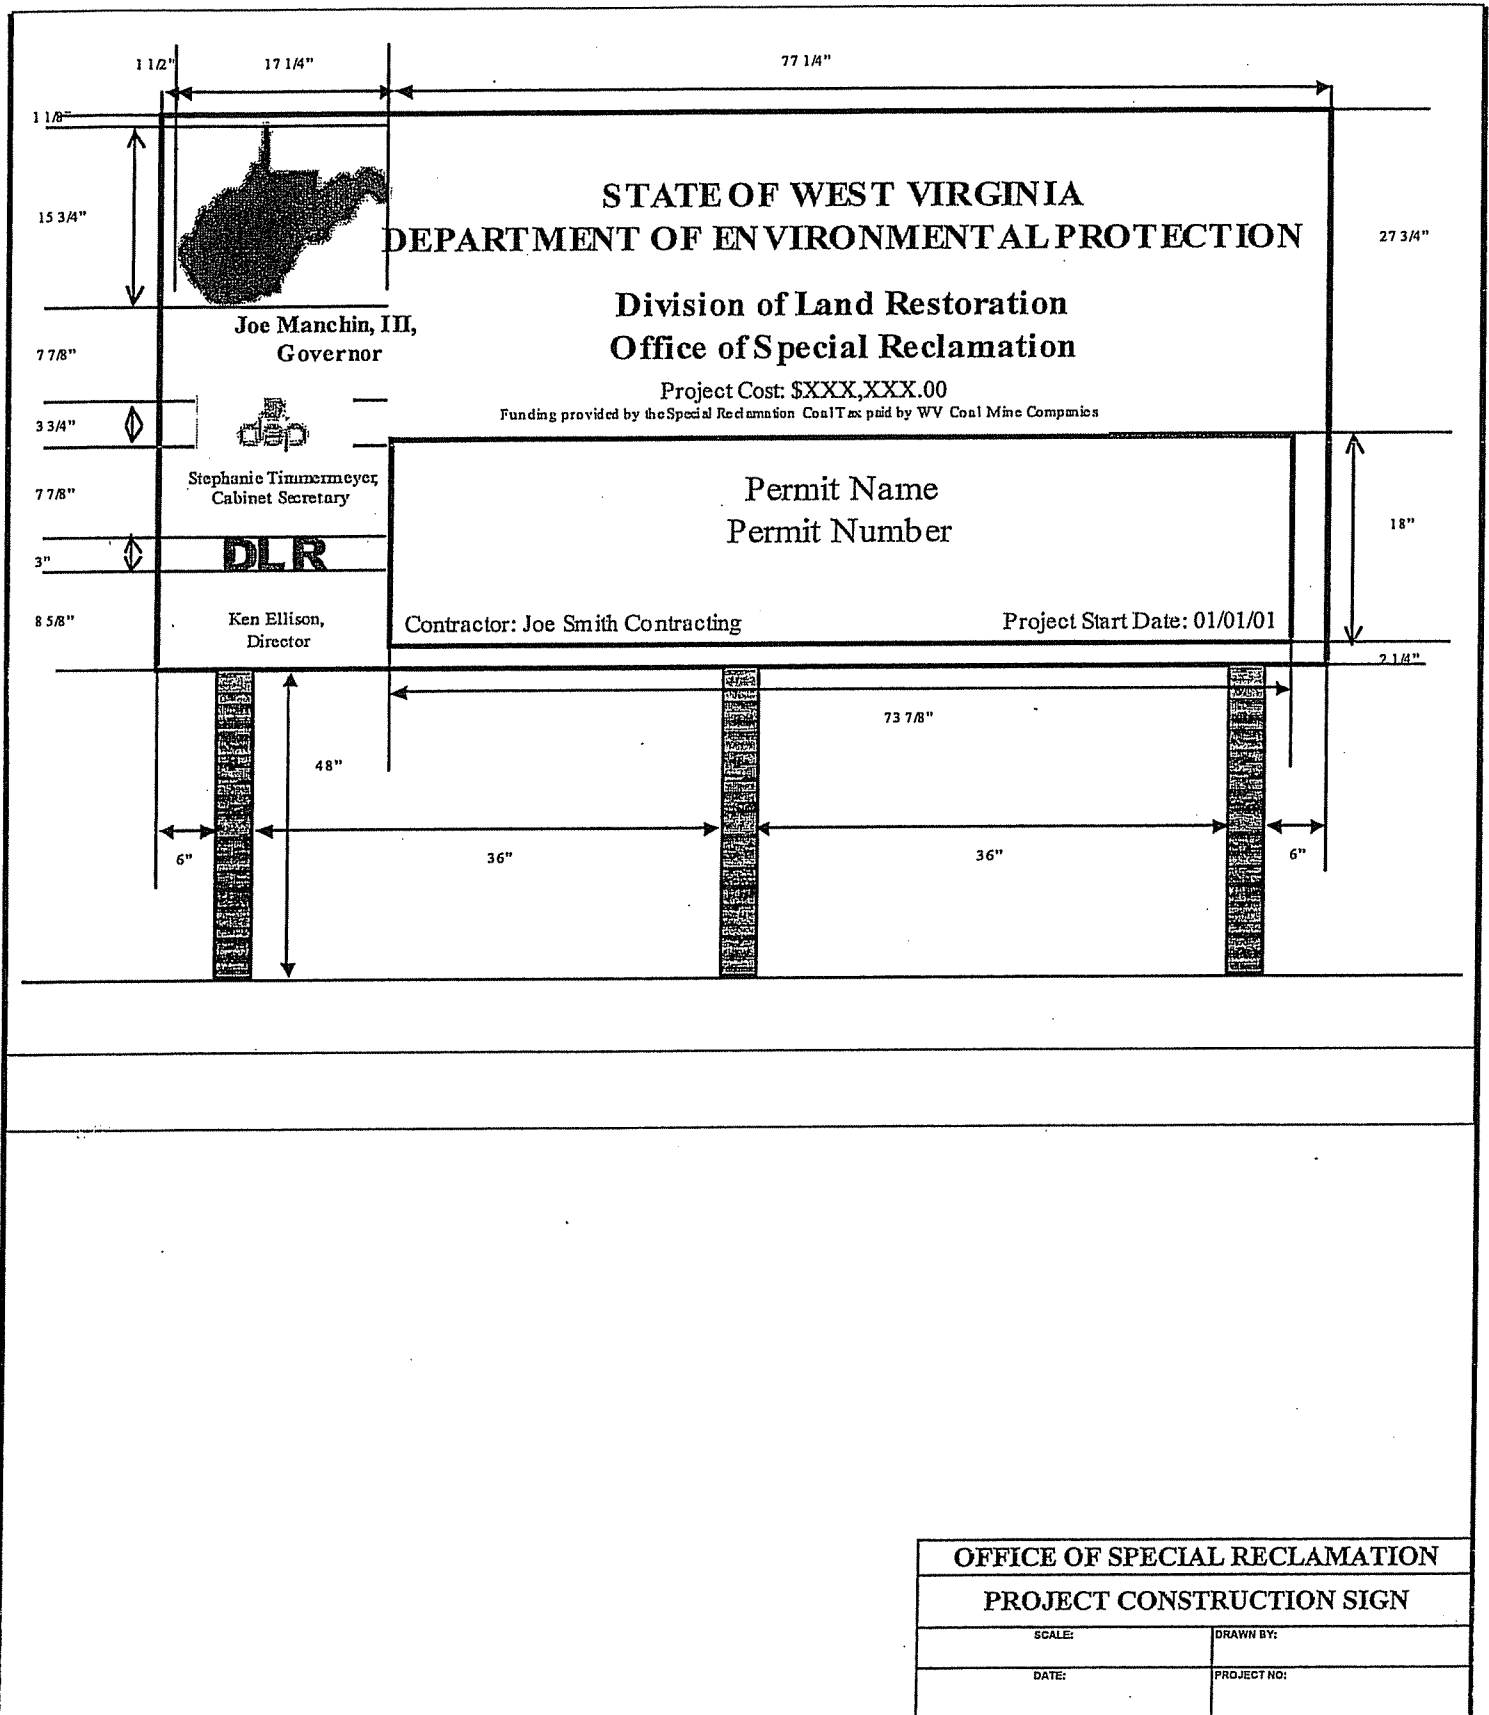 1 1/2"
17 1/4"
77 1/4"
1 1/8"
15 3/4"
STATE OF WEST VIRGINIA
DEPARTMENT OF ENVIRONMENTAL PROTECTION
27 3/4"
Division of Land Restoration
Office of Special Reclamation
Joe Manchin, III,
Governor
7 7/8"
Project Cost: $XXX,XXX.00
Funding provided by the Special Reclamation Coal Tax paid by WV Coal Mine Companies
3 3/4"
dep
Stephanie Timmermeyer,
Cabinet Secretary
7 7/8"
Permit Name
Permit Number
18"
DLR
3"
8 5/8"
Ken Ellison,
Director
Contractor: Joe Smith Contracting
Project Start Date: 01/01/01
2 1/4"
73 7/8"
48"
6"
36"
36"
6"
OFFICE OF SPECIAL RECLAMATION
PROJECT CONSTRUCTION SIGN
SCALE:
DRAWN BY:
DATE:
PROJECT NO: